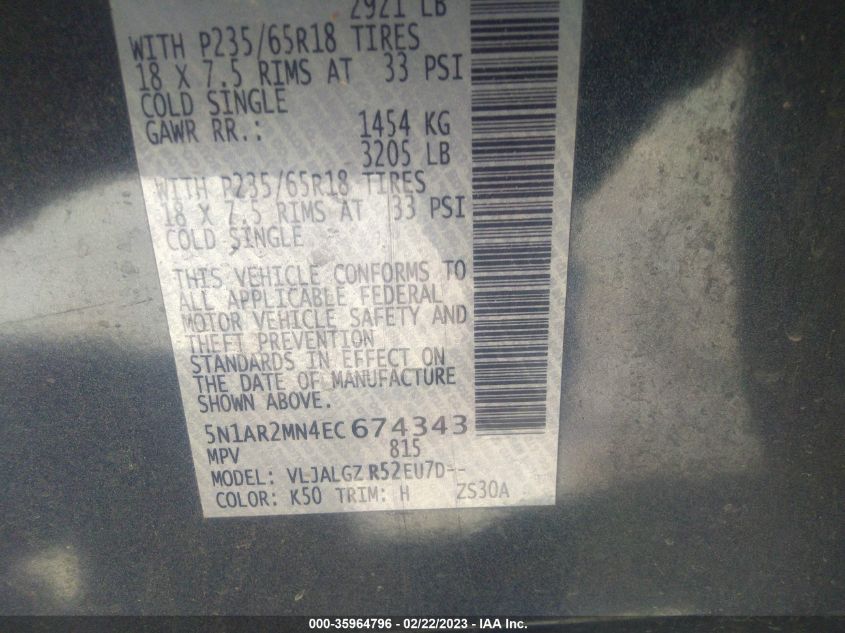 2921 LB
WITH P235/65R18 TIRES
18 X 7.5 RIMS AT 33 PSI
COLD SINGLE
GAWR RR.: 1454 KG
3205 LB
WITH P235/65R18 TIRES
18 X 7.5 RIMS AT 33 PSI
COLD SINGLE
THIS VEHICLE CONFORMS TO
ALL APPLICABLE FEDERAL
MOTOR VEHICLE SAFETY AND
THEFT PREVENTION
STANDARDS IN EFFECT ON
THE DATE OF MANUFACTURE
SHOWN ABOVE.
5N1AR2MN4EC674343
MPV 815
MODEL: VLJALGZ R52EU7D--
COLOR: K50 TRIM: H ZS30A
000-35964796 - 02/22/2023 - IAA Inc.